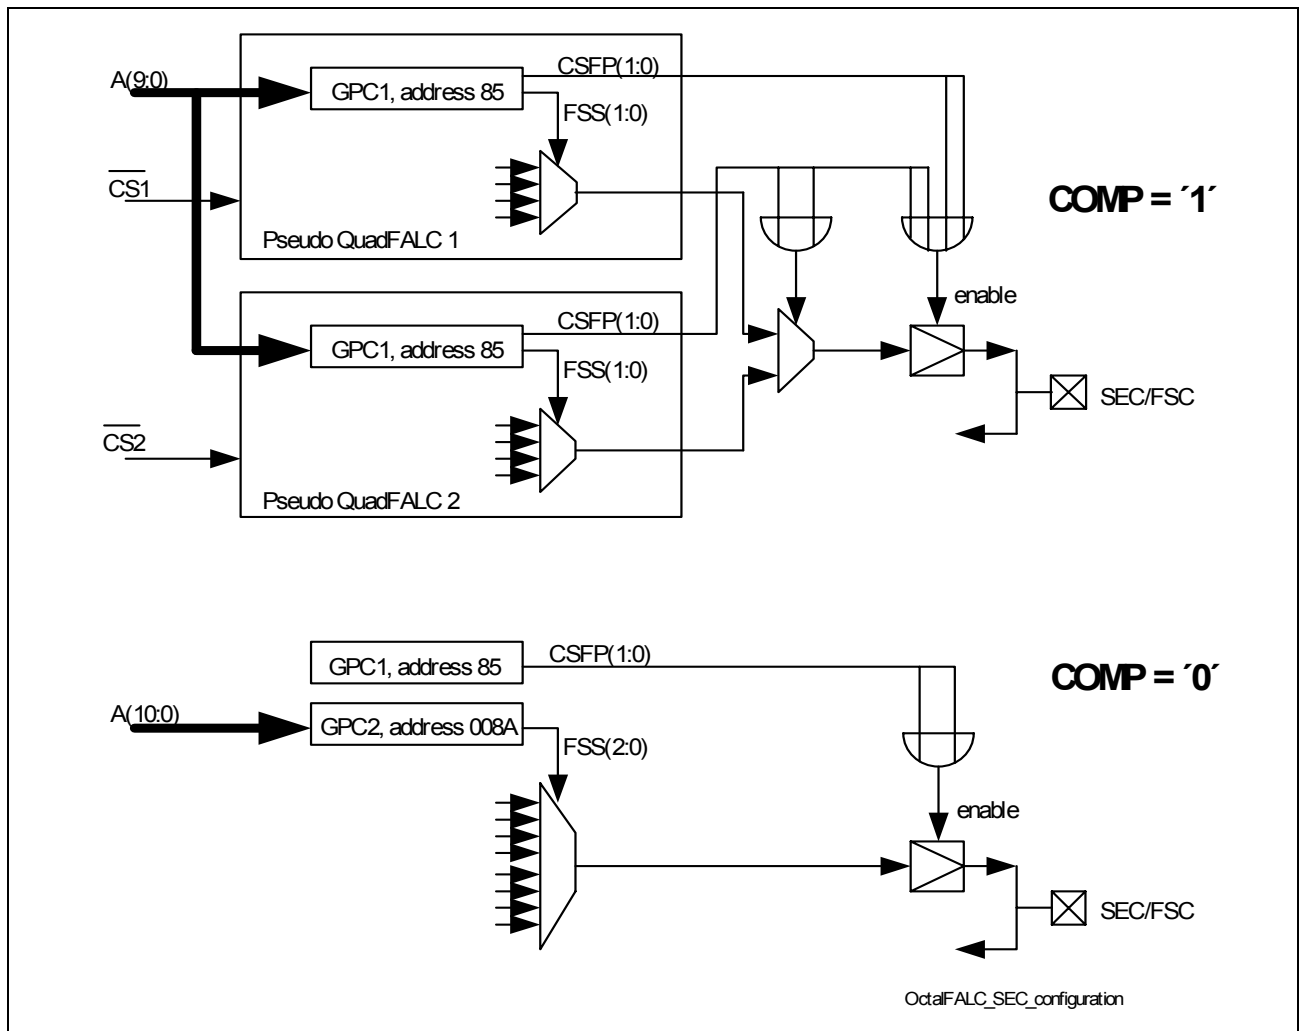 CSFP(1:0)
A(9:0)
GPC1, address 85
FSS(1:0)
CS1
COMP = ´1´
Pseudo QuadFALC 1
enable
CSFP(1:0)
GPC1, address 85
FSS(1:0)
SEC/FSC
CS2
Pseudo QuadFALC 2
CSFP(1:0)
GPC1, address 85
COMP = ´0´
A(10:0)
GPC2, address 008A
FSS(2:0)
enable
SEC/FSC
OctalFALC_SEC_configuration